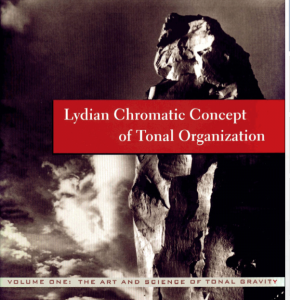 Lydian Chromatic Concept
of Tonal Organization
VOLUME ONE: THE ART AND SCIENCE OF TONAL GRAVITY